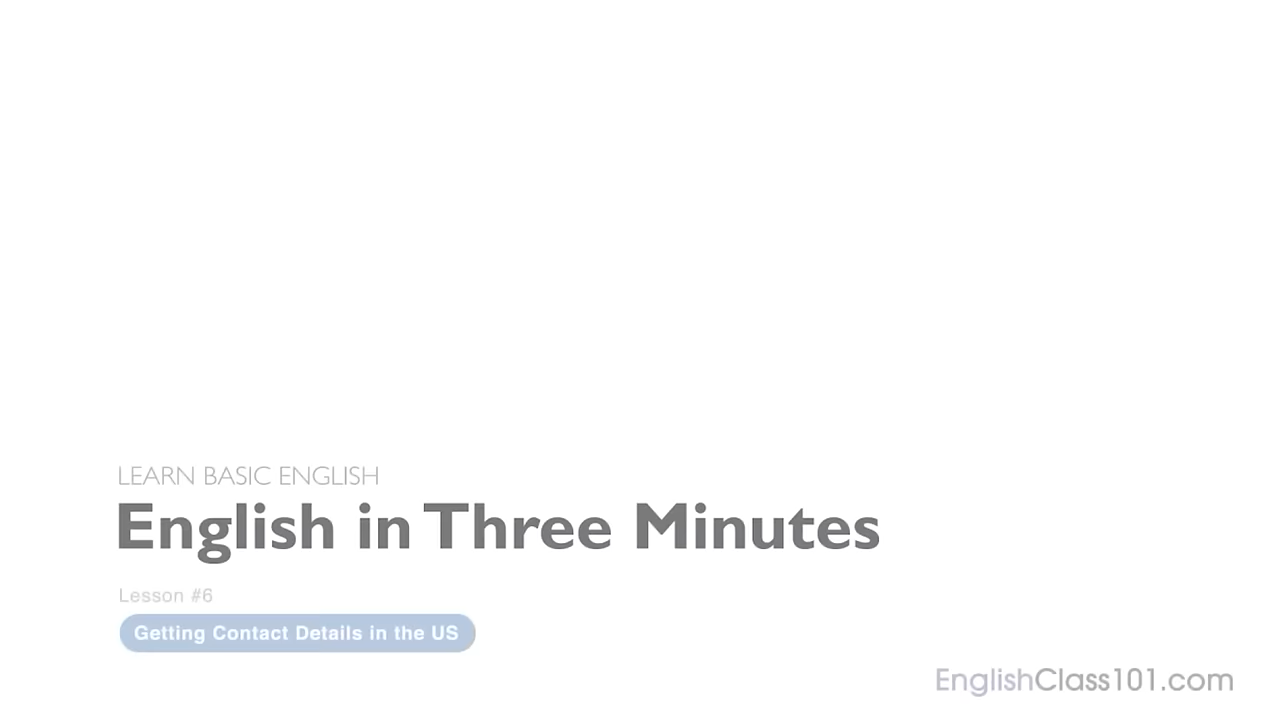 LEARN BASIC ENGLISH
English in Three Minutes
Lesson #6
Getting Contact Details in the US
EnglishClass101.com